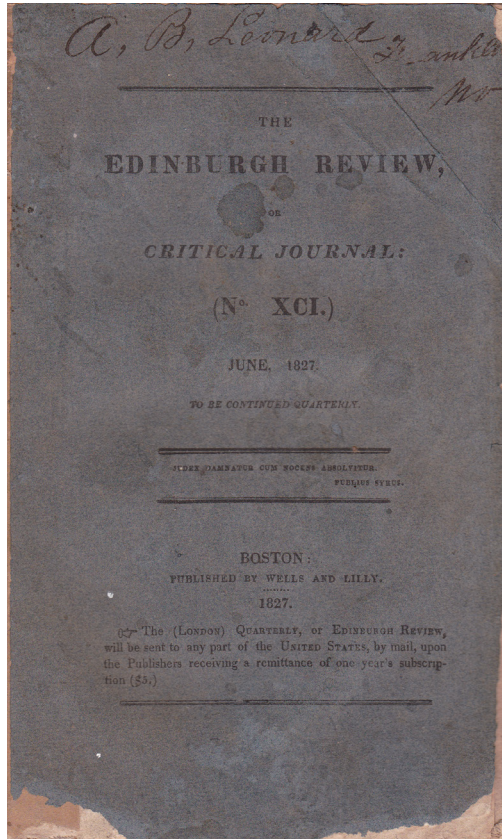 A. B. Leonard
THE
EDINBURGH REVIEW,
OR
CRITICAL JOURNAL:
(No. XCI.)
JUNE, 1827.
TO BE CONTINUED QUARTERLY.
JUDEX DAMNATUR CUM NOCENS ABSOLVITUR.
PUBLIUS SYRUS.
BOSTON:
PUBLISHED BY WELLS AND LILLY.
1827.
☞ The (LONDON) QUARTERLY, or EDINBURGH REVIEW,
will be sent to any part of the UNITED STATES, by mail, upon
the Publishers receiving a remittance of one year's subscrip-
tion ($5.)